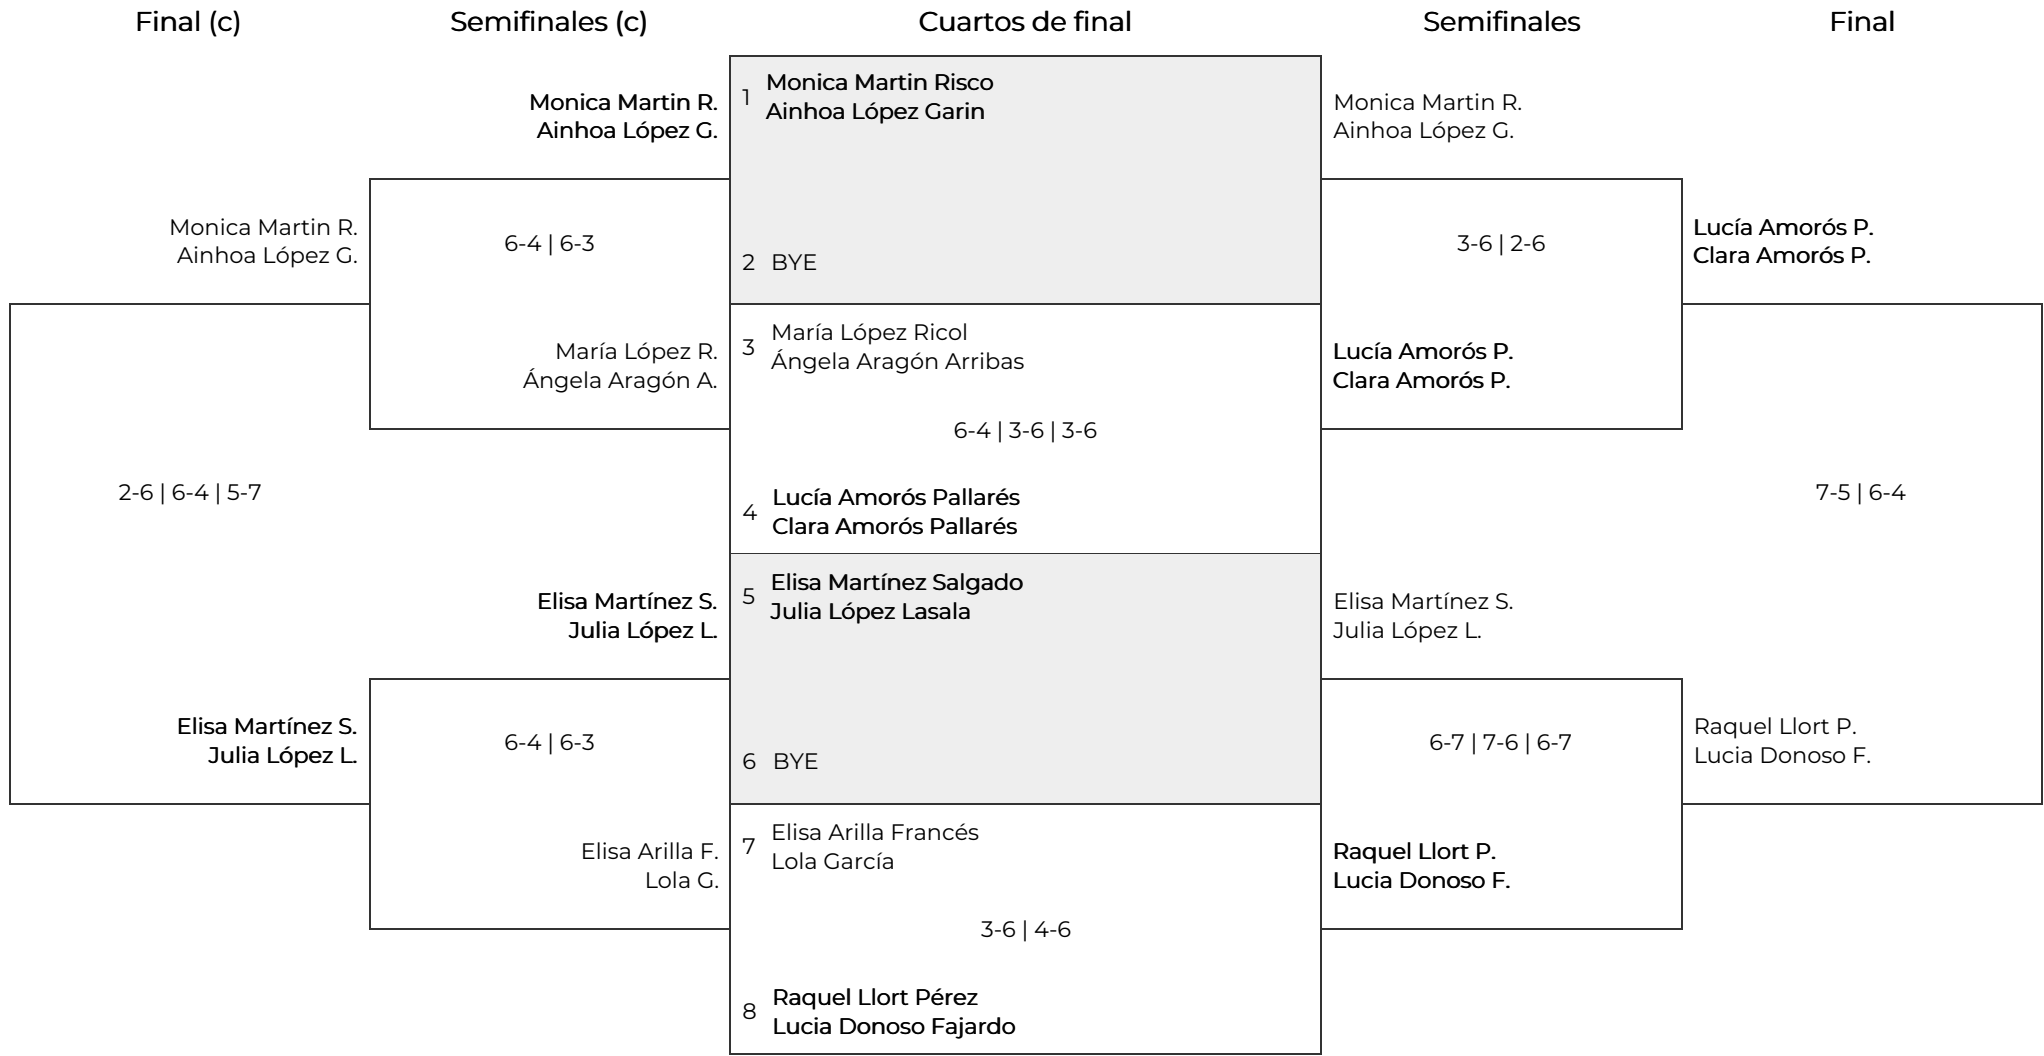 Final (c)
Semifinales (c)
Cuartos de final
Semifinales
Final
Monica Martin R.
Ainhoa López G.
6-4 | 6-3
María López R.
Ángela Aragón A.
Monica Martin R.
Ainhoa López G.
2-6 | 6-4 | 5-7
Elisa Martínez S.
Julia López L.
Elisa Martínez S.
Julia López L.
6-4 | 6-3
Elisa Arilla F.
Lola G.
1
Monica Martin Risco
Ainhoa López Garin
2 BYE
3
María López Ricol
Ángela Aragón Arribas
6-4 | 3-6 | 3-6
4
Lucía Amorós Pallarés
Clara Amorós Pallarés
5
Elisa Martínez Salgado
Julia López Lasala
6 BYE
7
Elisa Arilla Francés
Lola García
3-6 | 4-6
8
Raquel Llort Pérez
Lucia Donoso Fajardo
Monica Martin R.
Ainhoa López G.
3-6 | 2-6
Lucía Amorós P.
Clara Amorós P.
Elisa Martínez S.
Julia López L.
6-7 | 7-6 | 6-7
Raquel Llort P.
Lucia Donoso F.
Lucía Amorós P.
Clara Amorós P.
7-5 | 6-4
Raquel Llort P.
Lucia Donoso F.